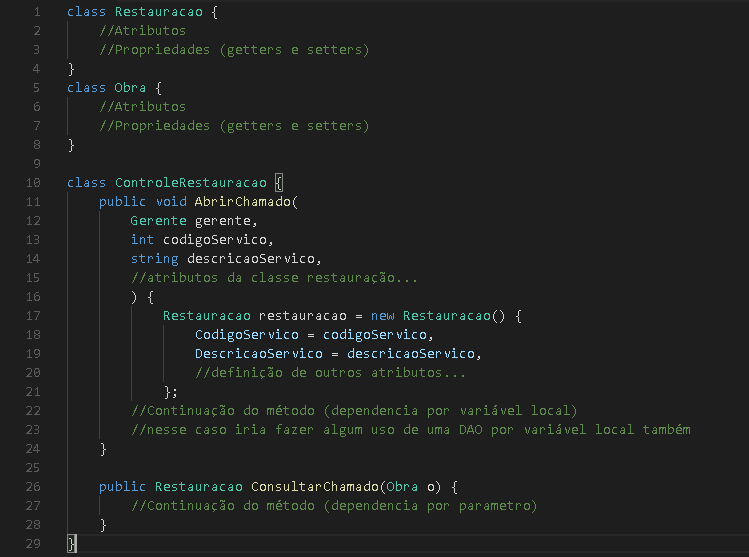 1 class Restauracao {
2 //Atributos
3 //Propriedades (getters e setters)
4 }
5 class Obra {
6 //Atributos
7 //Propriedades (getters e setters)
8 }
9
10 class ControleRestauracao {
11 public void AbrirChamado(
12 Gerente gerente,
13 int codigoServico,
14 string descricaoServico,
15 //atributos da classe restauração...
16 ) {
17 Restauracao restauracao = new Restauracao() {
18 CodigoServico = codigoServico,
19 DescricaoServico = descricaoServico,
20 //definição de outros atributos...
21 };
22 //Continuação do método (dependencia por variável local)
23 //nesse caso iria fazer algum uso de uma DAO por variável local também
24 }
25
26 public Restauracao ConsultarChamado(Obra o) {
27 //Continuação do método (dependencia por parametro)
28 }
29 }